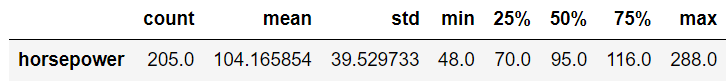 count mean std min 25% 50% 75% max
horsepower 205.0 104.165854 39.529733 48.0 70.0 95.0 116.0 288.0